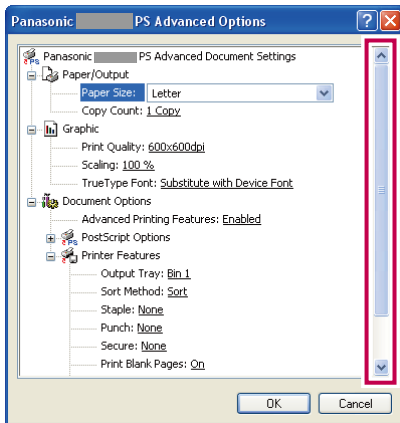 Panasonic PS Advanced Options
Panasonic PS Advanced Document Settings
Paper/Output
Paper Size: Letter
Copy Count: 1 Copy
Graphic
Print Quality: 600x600dpi
Scaling: 100 %
TrueType Font: Substitute with Device Font
Document Options
Advanced Printing Features: Enabled
PostScript Options
Printer Features
Output Tray: Bin 1
Sort Method: Sort
Staple: None
Punch: None
Secure: None
Print Blank Pages: On
OK Cancel